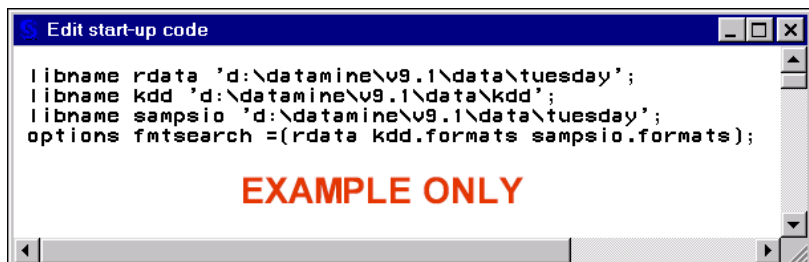 Edit start-up code
libname rdata 'd:\datamine\v9.1\data\tuesday';
libname kdd 'd:\datamine\v9.1\data\kdd';
libname sampsio 'd:\datamine\v9.1\data\tuesday';
options fmtsearch =(rdata kdd.formats sampsio.formats);
EXAMPLE ONLY